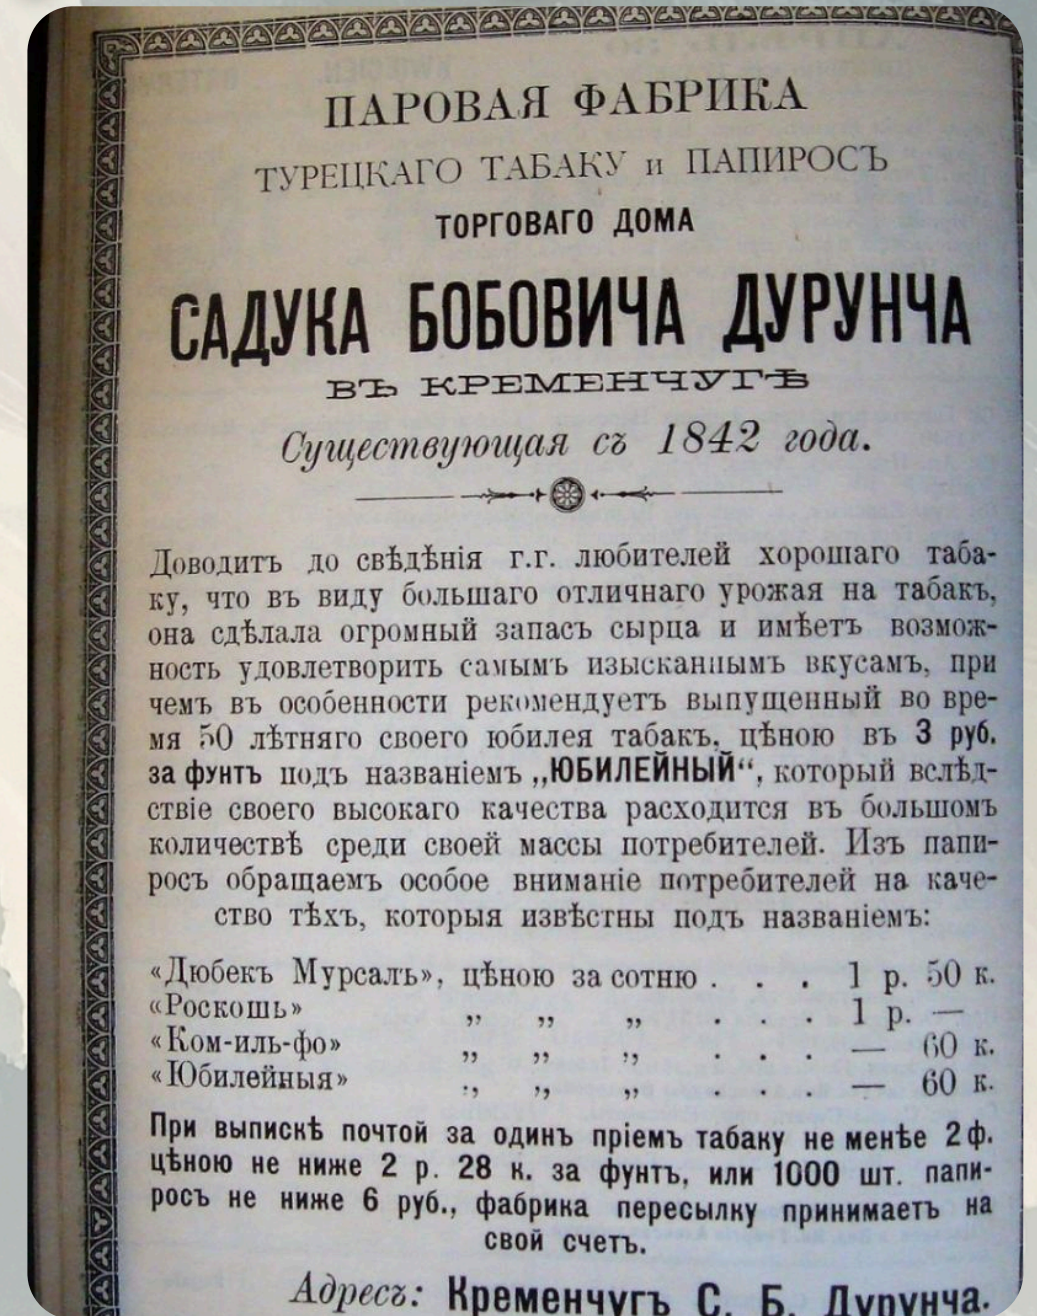 ПАРОВАЯ ФАБРИКА
ТУРЕЦКАГО ТАБАКУ и ПАПИРОСЪ
ТОРГОВАГО ДОМА
САДУКА БОБОВИЧА ДУРУНЧА
ВЪ КРЕМЕНЧУГѢ
Существующая съ 1842 года.
Доводитъ до свѣдѣнія г.г. любителей хорошаго таба-
ку, что въ виду большаго отличнаго урожая на табакъ,
она сдѣлала огромный запасъ сырца и имѣетъ возмож-
ность удовлетворить самымъ изысканнымъ вкусамъ, при
чемъ въ особенности рекомендуетъ выпущенный во вре-
мя 50 лѣтняго своего юбилея табакъ, цѣною въ 3 руб.
за фунтъ подъ названіемъ „ЮБИЛЕЙНЫЙ“, который вслѣд-
ствіе своего высокаго качества расходится въ большомъ
количествѣ среди своей массы потребителей. Изъ папи-
росъ обращаемъ особое вниманіе потребителей на каче-
ство тѣхъ, которыя извѣстны подъ названіемъ:
«Дюбекъ Мурсалъ», цѣною за сотню . . . 1 р. 50 к.
«Роскошь» „ „ „ . . . 1 р. —
«Ком-иль-фо» „ „ „ . . . — 60 к.
«Юбилейныя» „ „ „ . . . — 60 к.
При выпискѣ почтой за одинъ пріемъ табаку не менѣе 2 ф.
цѣною не ниже 2 р. 28 к. за фунтъ, или 1000 шт. папи-
росъ не ниже 6 руб., фабрика пересылку принимаетъ на
свой счетъ.
Адресъ: Кременчугъ С. Б. Дурунча.